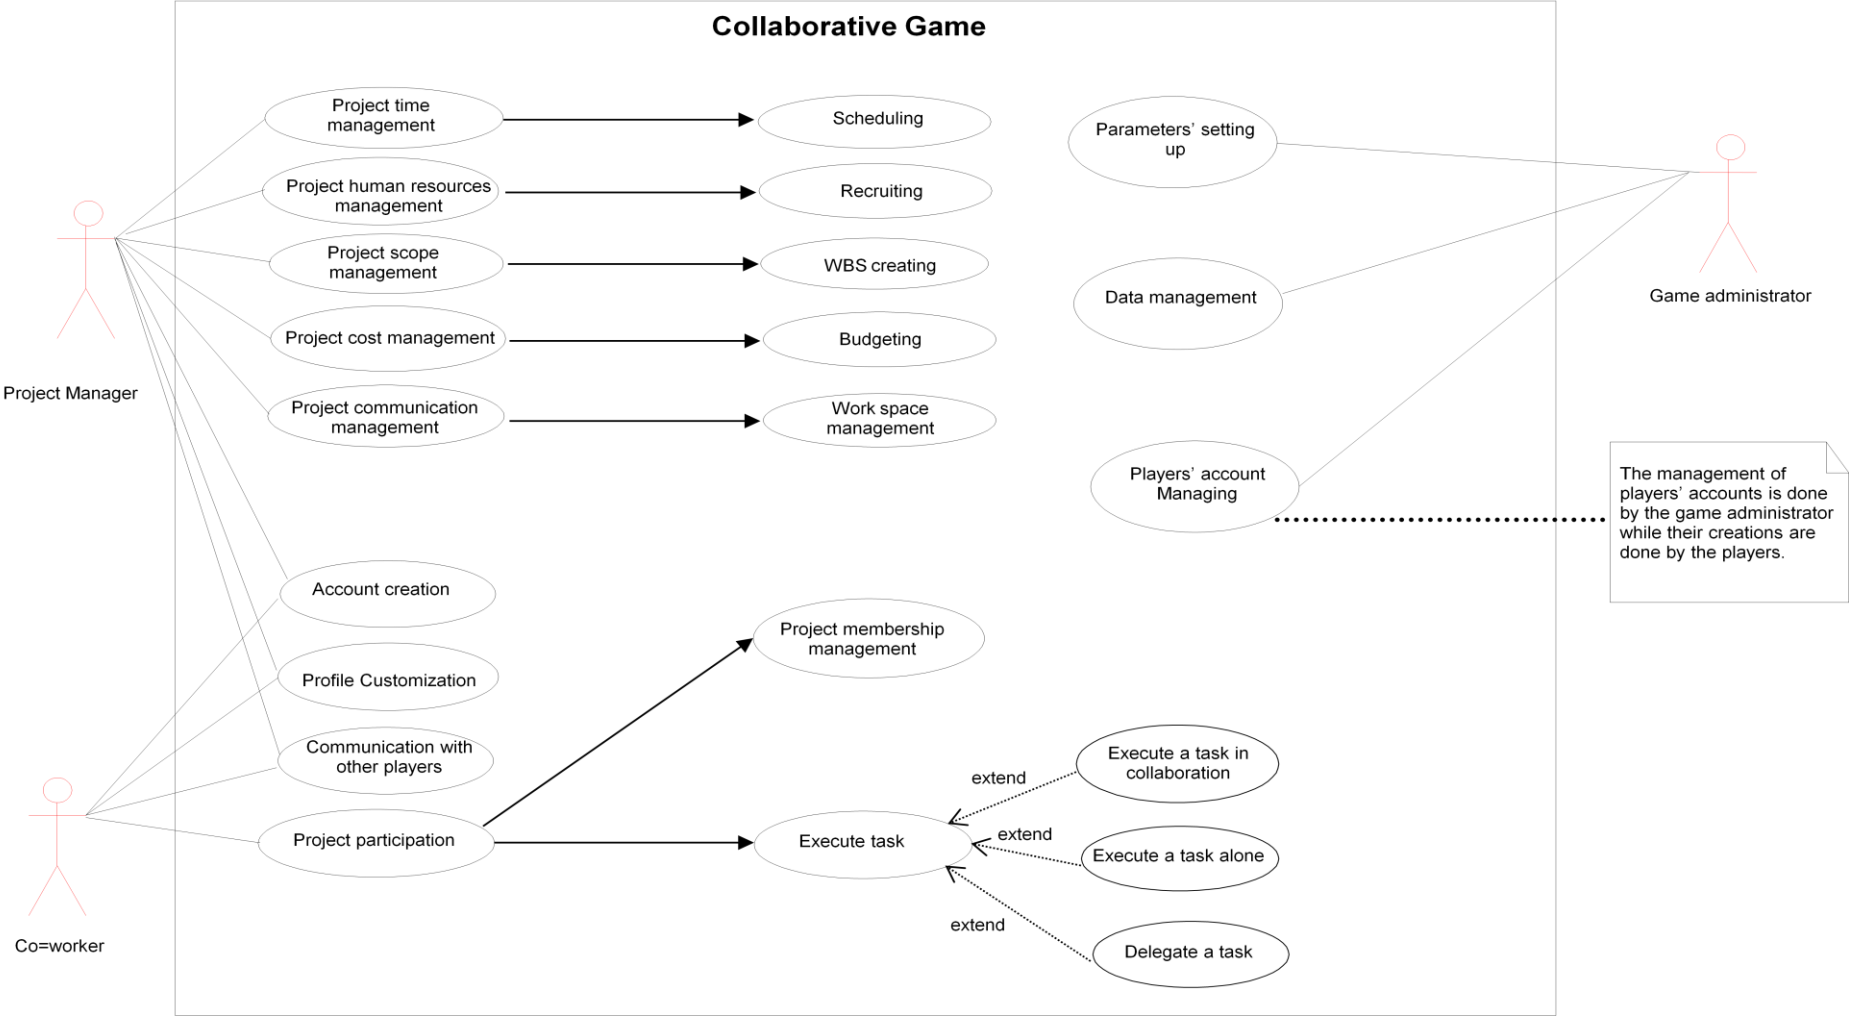 Collaborative Game
Project time
management
Scheduling
Parameters’ setting
up
Project human resources
management
Recruiting
Project scope
management
WBS creating
Data management
Game administrator
Project cost management
Budgeting
Project Manager
Project communication
management
Work space
management
Players’ account
Managing
The management of
players’ accounts is done
by the game administrator
while their creations are
done by the players.
Account creation
Project membership
management
Profile Customization
Communication with
other players
Execute a task in
collaboration
extend
Project participation
Execute task
extend
Execute a task alone
extend
Delegate a task
Co=worker